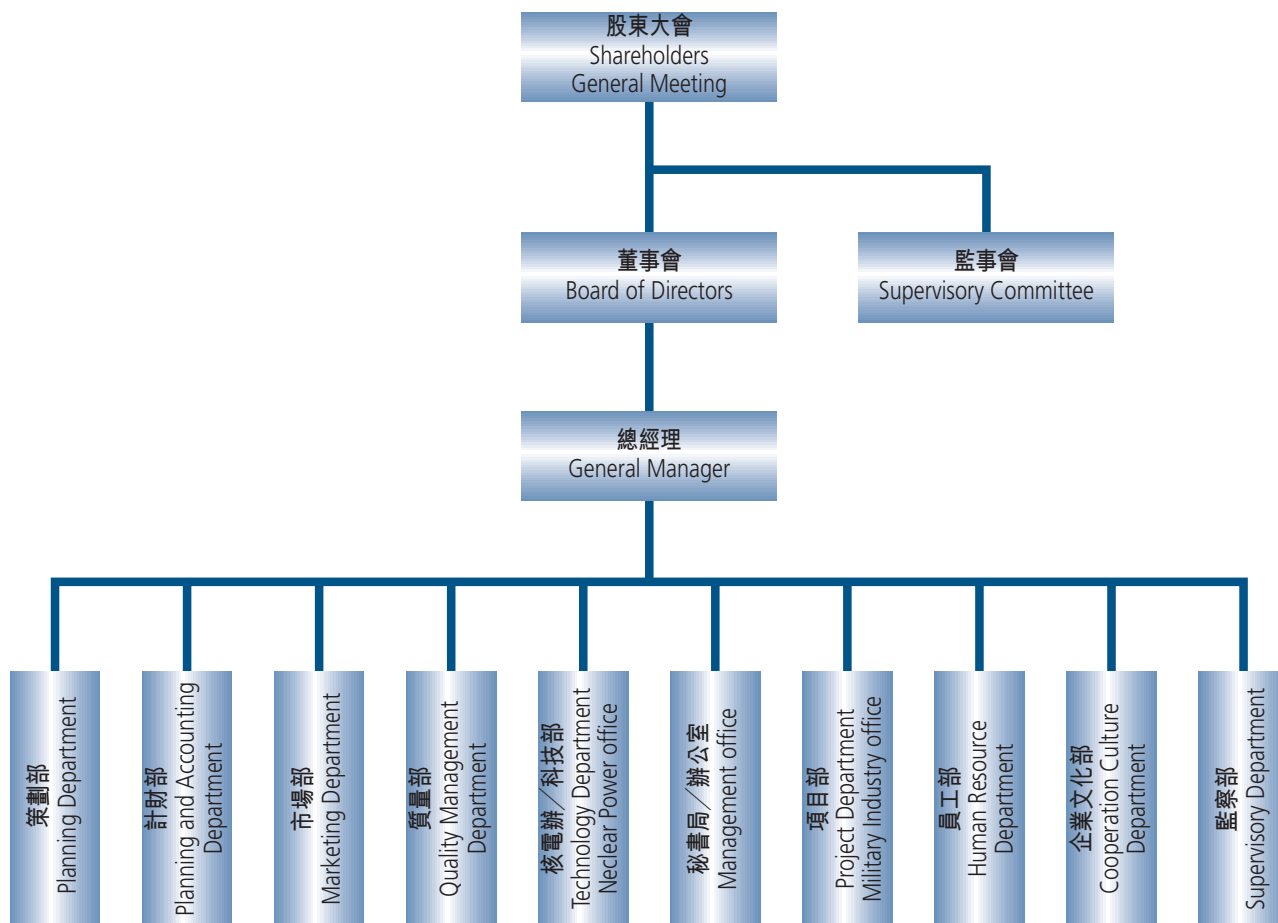 股東大會
Shareholders
General Meeting
董事會
Board of Directors
監事會
Supervisory Committee
總經理
General Manager
策劃部
Planning Department
計財部
Planning and Accounting
Department
市場部
Marketing Department
質量部
Quality Management
Department
核電辦／科技部
Technology Department
Neclear Power office
秘書局／辦公室
Management office
項目部
Project Department
Military Industry office
員工部
Human Resource
Department
企業文化部
Cooperation Culture
Department
監察部
Supervisory Department